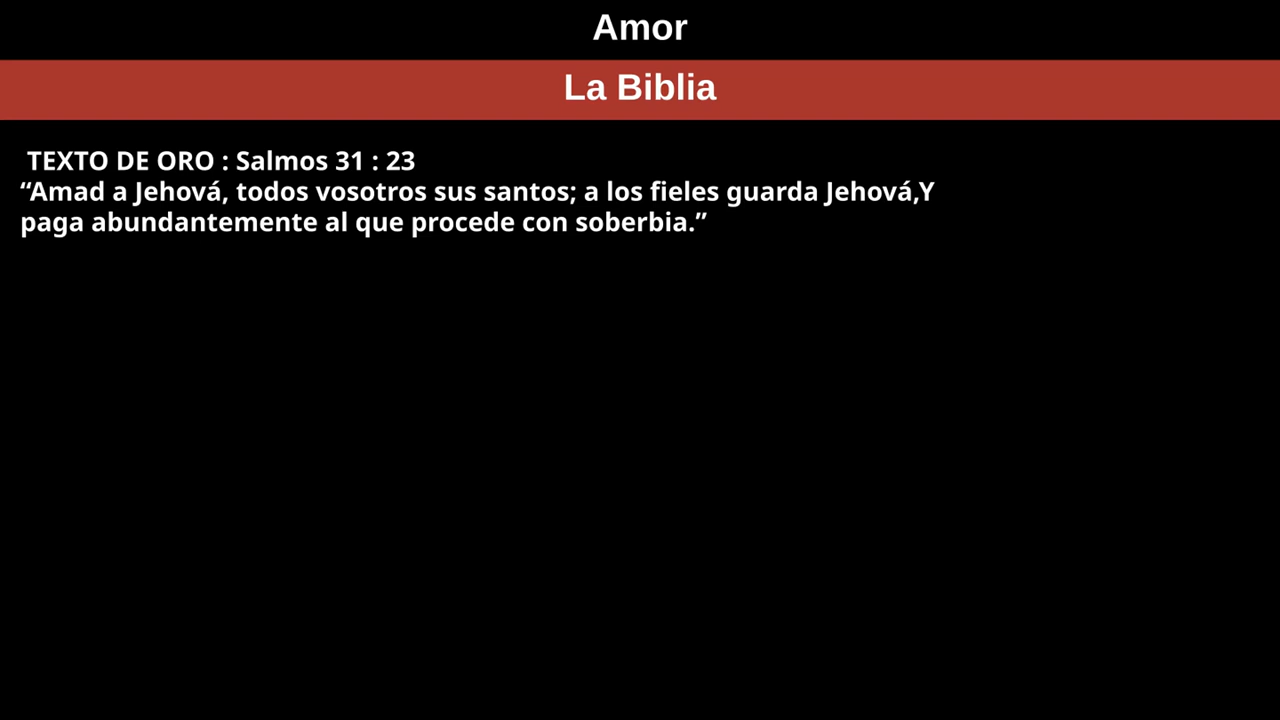 Amor
La Biblia
TEXTO DE ORO : Salmos 31 : 23
“Amad a Jehová, todos vosotros sus santos; a los fieles guarda Jehová,Y
paga abundantemente al que procede con soberbia.”